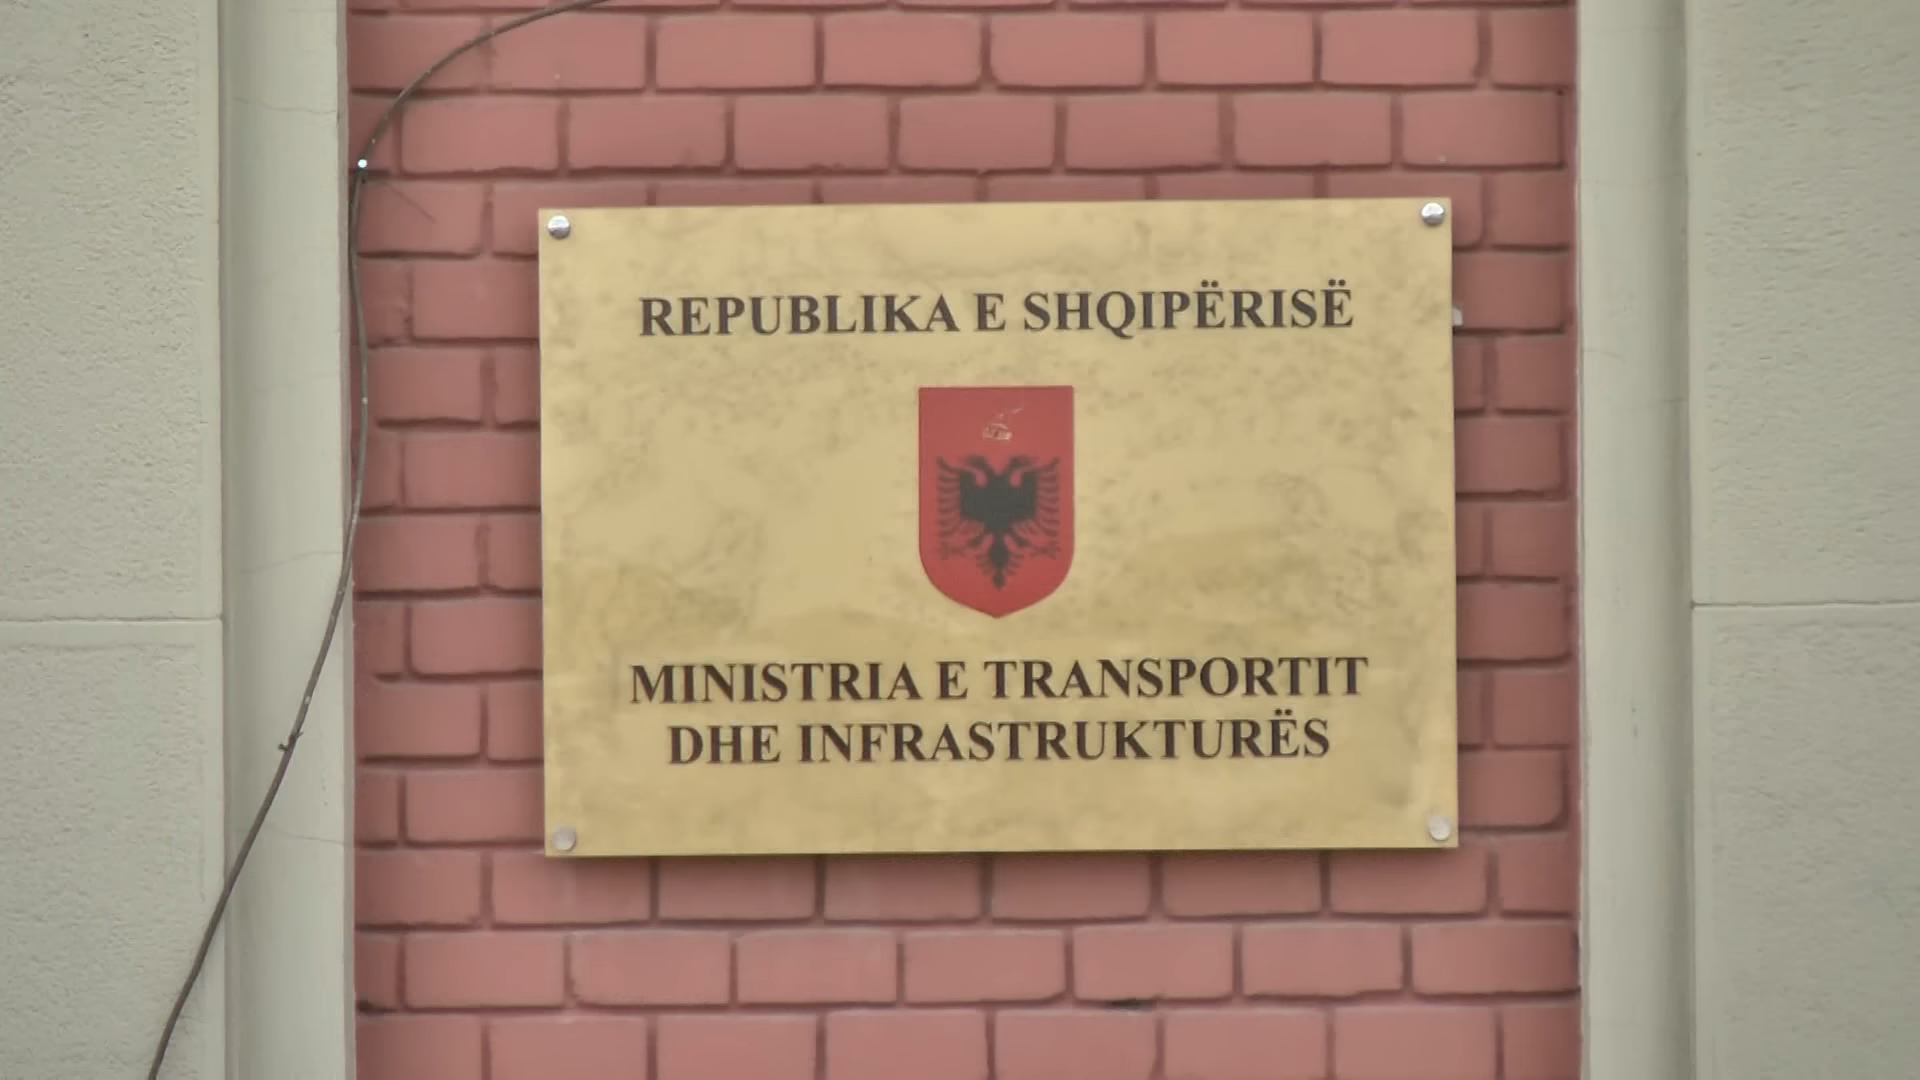 REPUBLIKA E SHQIPËRISË
MINISTRIA E TRANSPORTIT
DHE INFRASTRUKTURËS